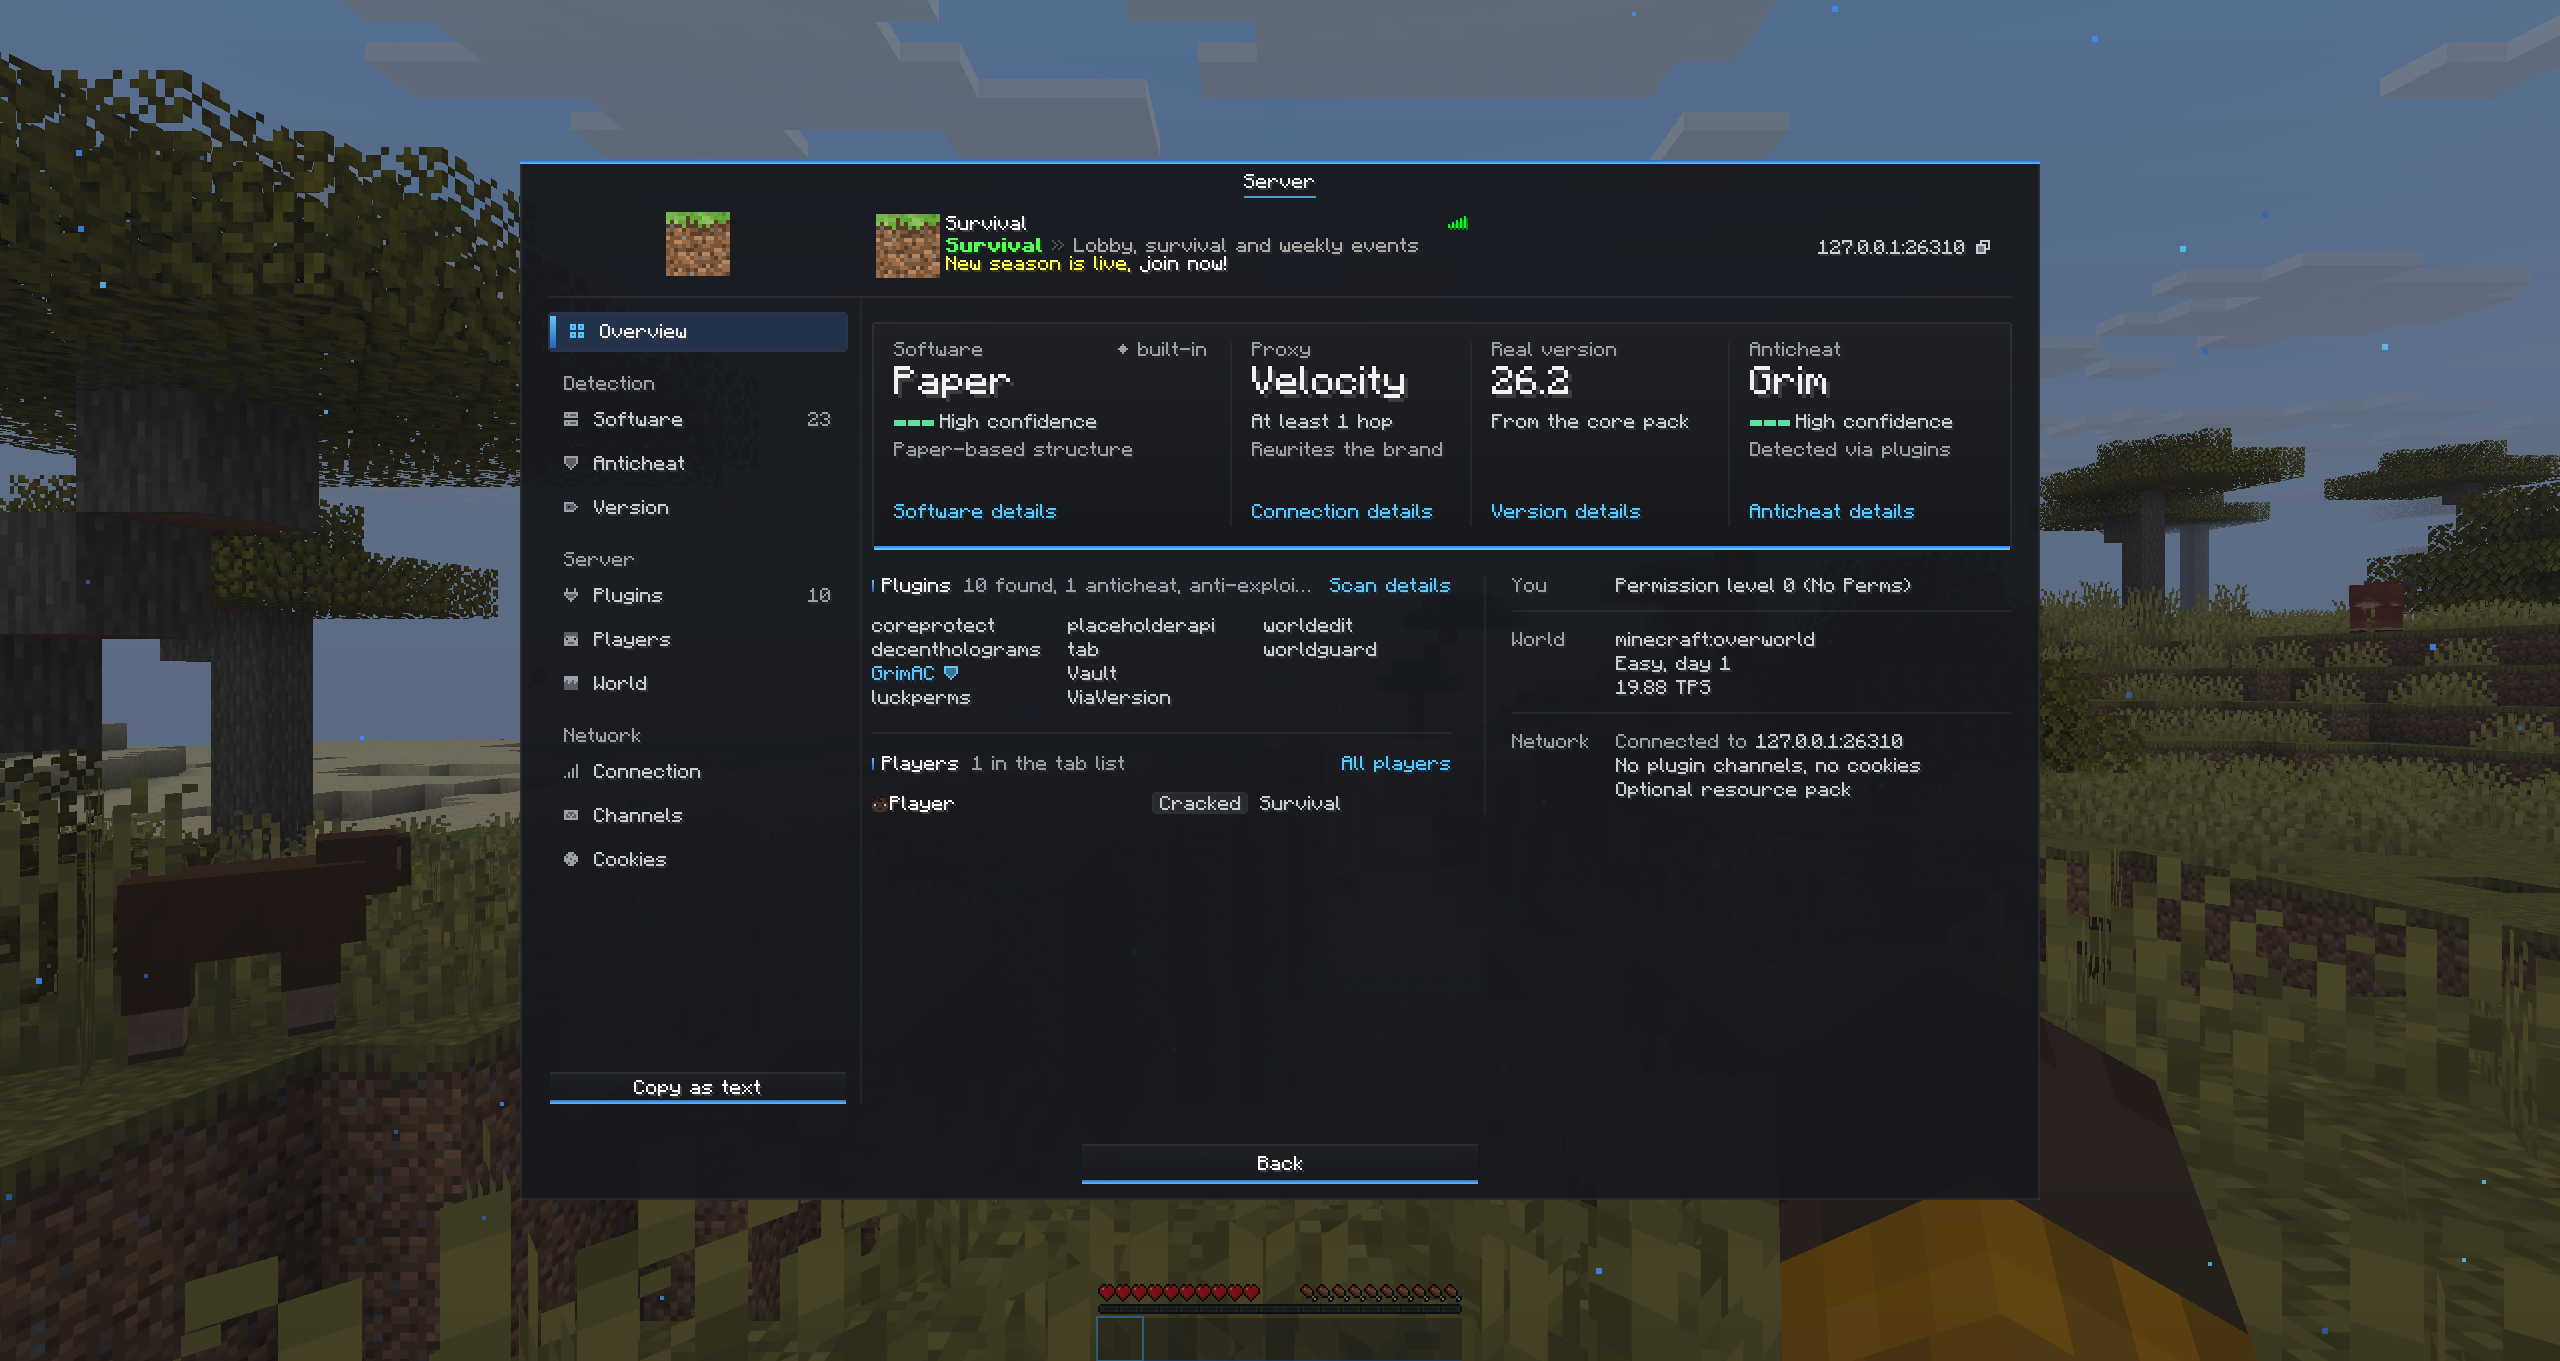 Server
Survival
Survival » Lobby, survival and weekly events
New season is live, join now!
127.0.0.1:26310
Overview
Detection
Software 23
Anticheat
Version
Server
Plugins 10
Players
World
Network
Connection
Channels
Cookies
Copy as text
Software built-in
Paper
High confidence
Paper-based structure
Software details
Proxy
Velocity
At least 1 hop
Rewrites the brand
Connection details
Real version
26.2
From the core pack
Version details
Anticheat
Grim
High confidence
Detected via plugins
Anticheat details
Plugins 10 found, 1 anticheat, anti-exploi... Scan details
coreprotect placeholderapi worldedit
decentholograms tab worldguard
GrimAC Vault
luckperms ViaVersion
Players 1 in the tab list All players
Player Cracked Survival
You Permission level 0 (No Perms)
World minecraft:overworld
Easy, day 1
19.88 TPS
Network Connected to 127.0.0.1:26310
No plugin channels, no cookies
Optional resource pack
Back